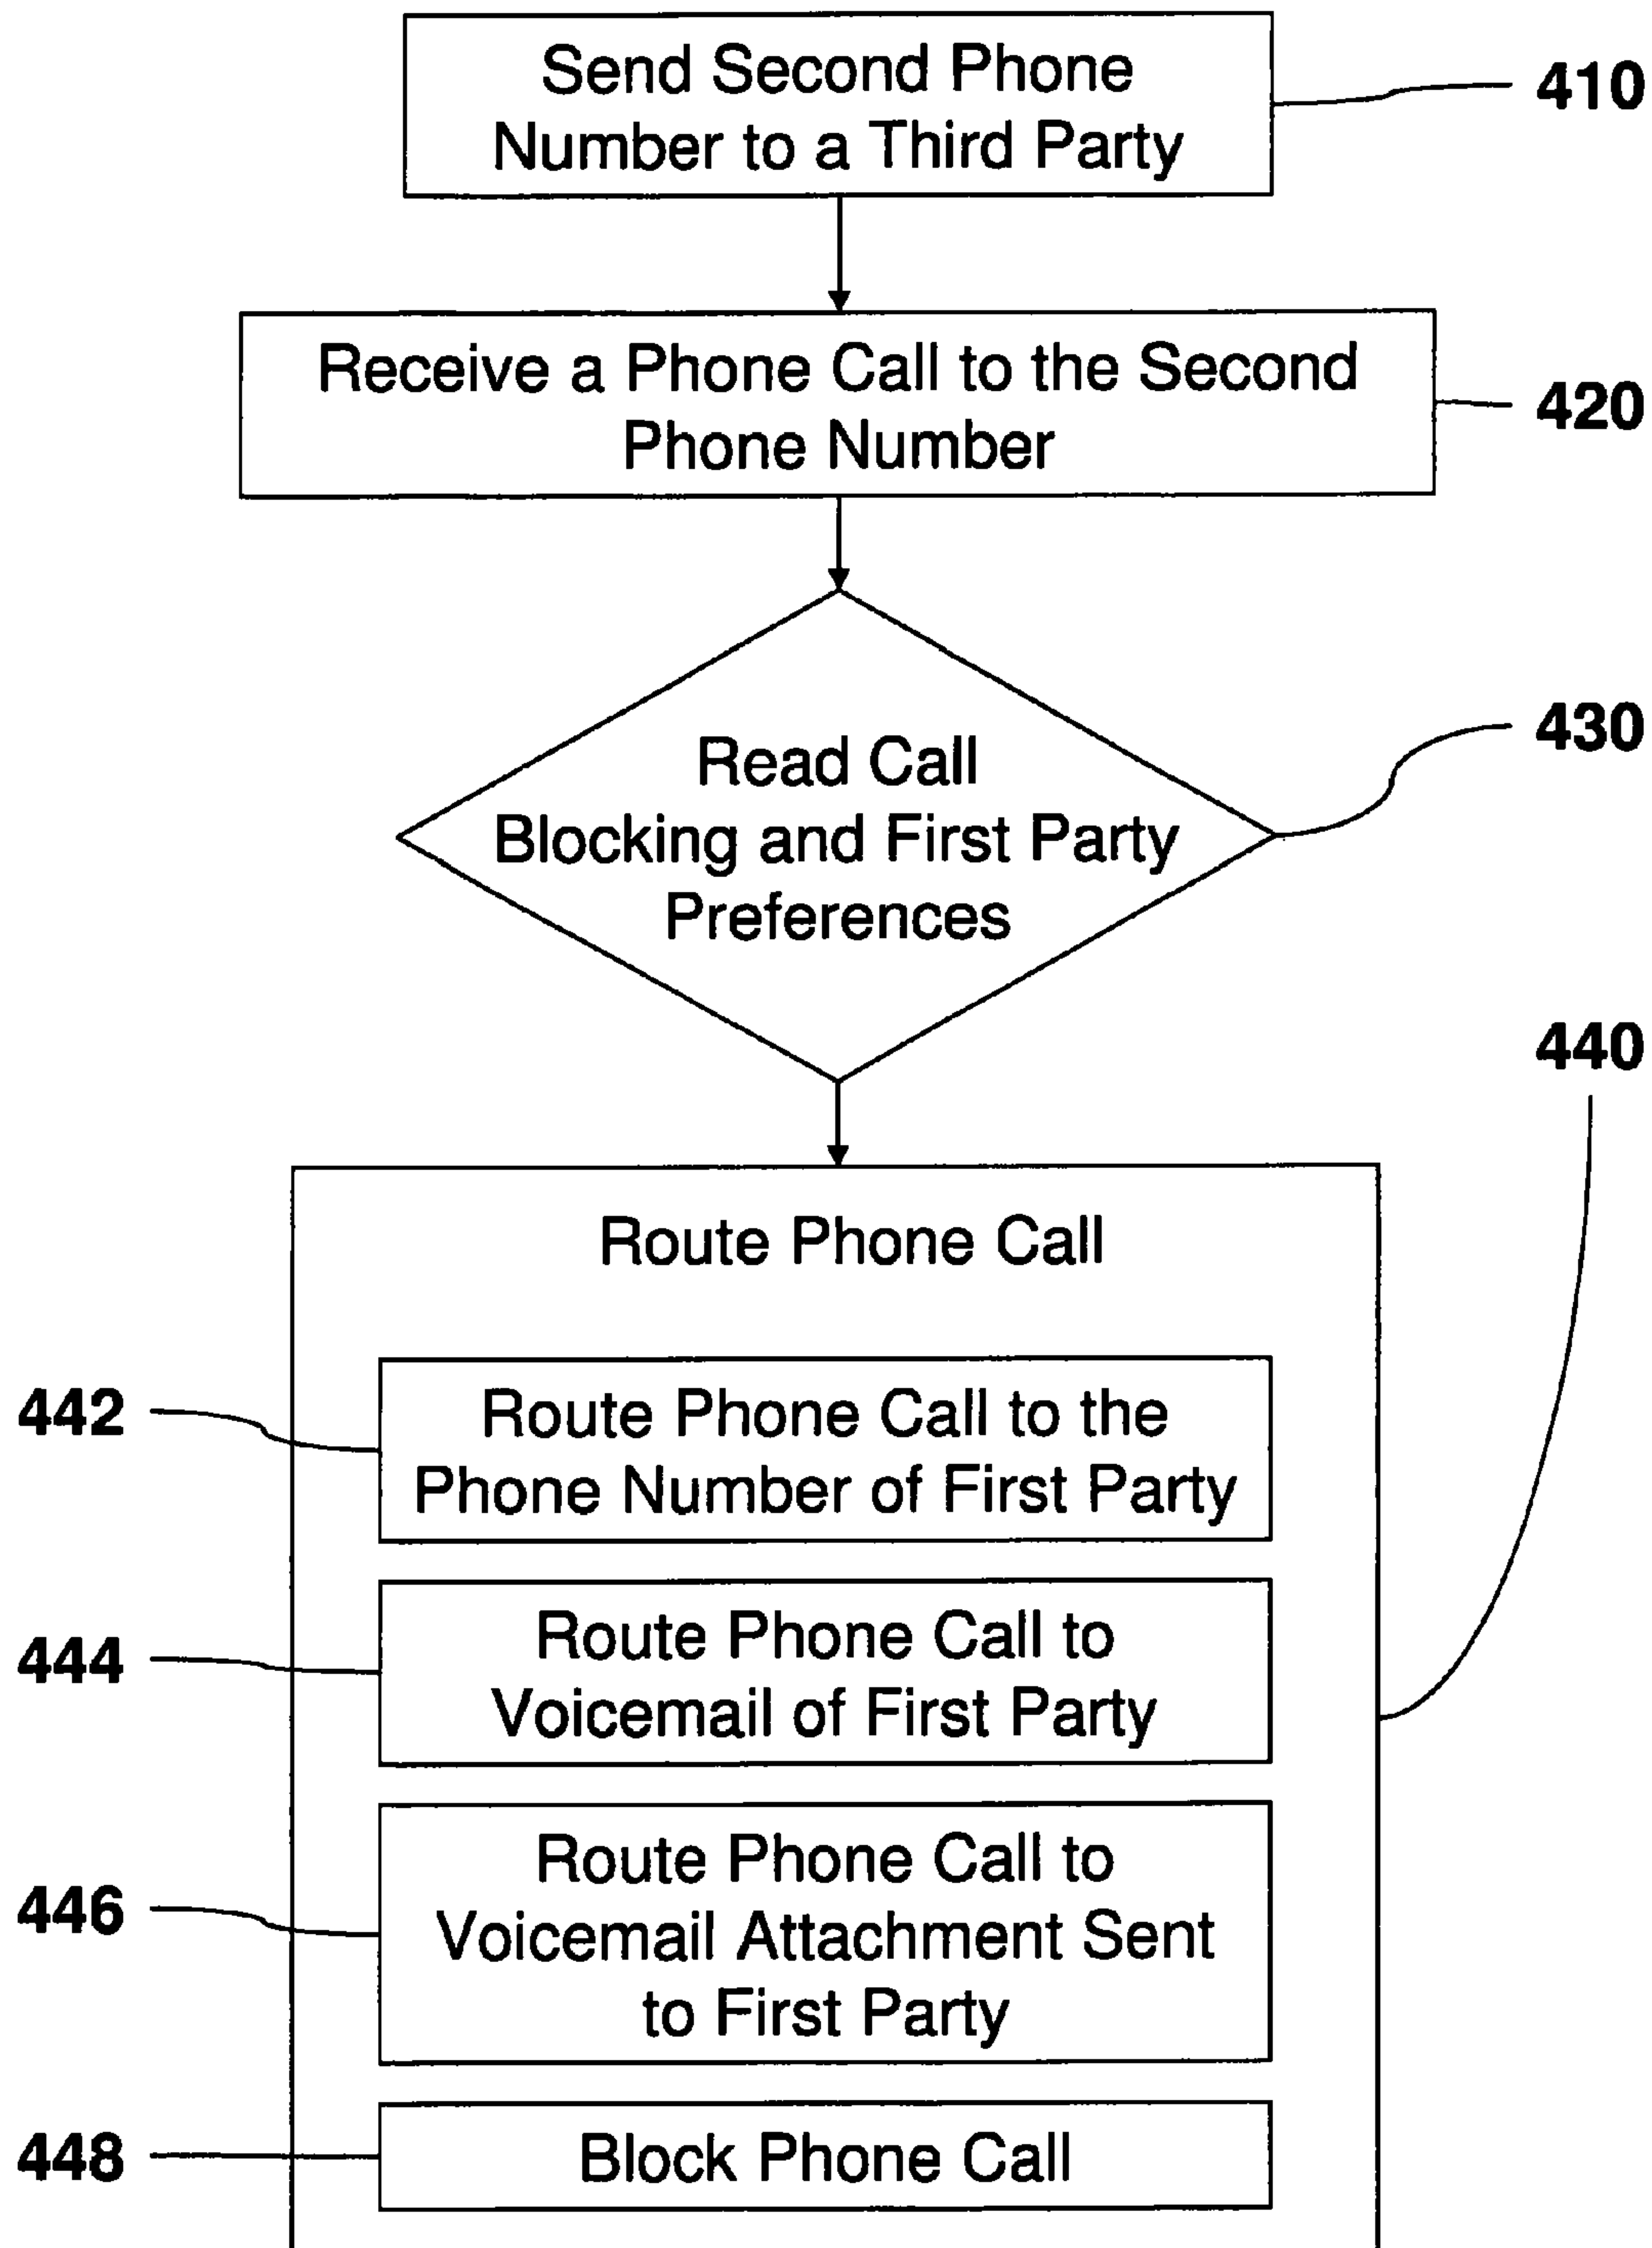 Send Second Phone
Number to a Third Party
410
Receive a Phone Call to the Second
Phone Number
420
Read Call
Blocking and First Party
Preferences
430
440
Route Phone Call
442
Route Phone Call to the
Phone Number of First Party
444
Route Phone Call to
Voicemail of First Party
446
Route Phone Call to
Voicemail Attachment Sent
to First Party
448
Block Phone Call